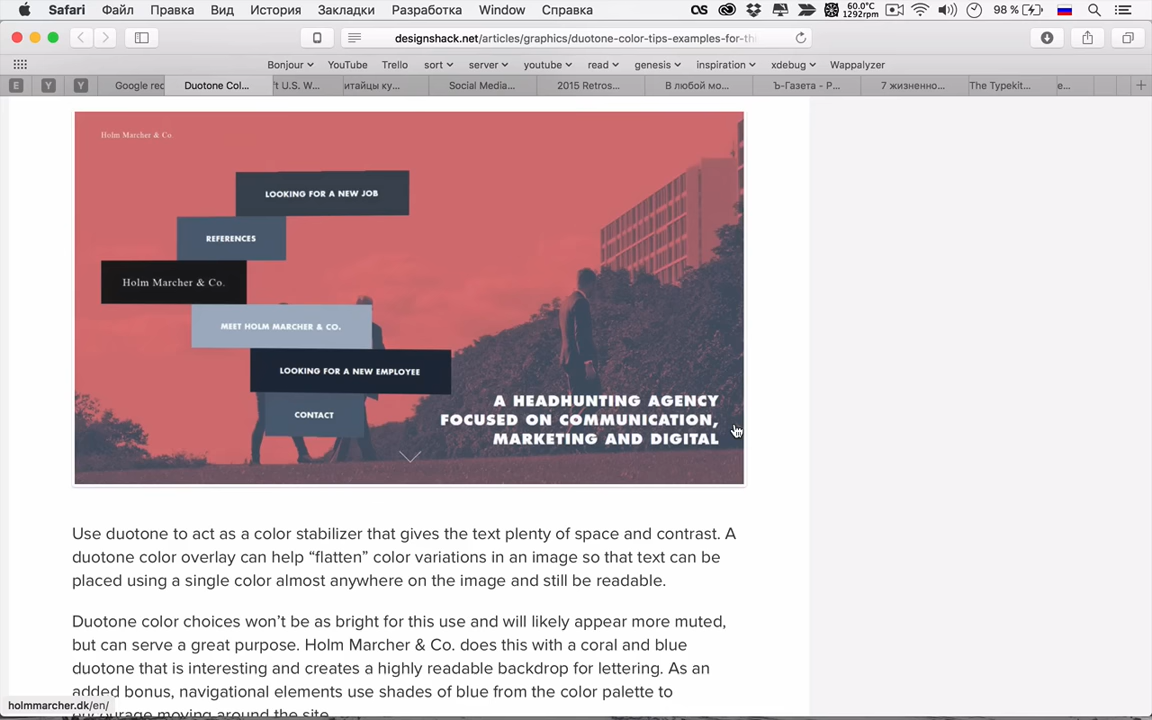 Safari Файл Правка Вид История Закладки Разработка Window Справка
60.0°C
1292rpm
98 %
designshack.net/articles/graphics/duotone-color-tips-examples-for-thi
Bonjour YouTube Trello sort server youtube read genesis inspiration xdebug Wappalyzer
E Y Y Google rec Duotone Col... 't U.S. W... итайцы ку... Social Media... 2015 Retros... В любой мо... Ъ-Газета - Р... 7 жизненно... The Typekit... е...
Holm Marcher & Co.
LOOKING FOR A NEW JOB
REFERENCES
Holm Marcher & Co.
MEET HOLM MARCHER & CO.
LOOKING FOR A NEW EMPLOYEE
CONTACT
A HEADHUNTING AGENCY
FOCUSED ON COMMUNICATION,
MARKETING AND DIGITAL
Use duotone to act as a color stabilizer that gives the text plenty of space and contrast. A
duotone color overlay can help “flatten” color variations in an image so that text can be
placed using a single color almost anywhere on the image and still be readable.
Duotone color choices won’t be as bright for this use and will likely appear more muted,
but can serve a great purpose. Holm Marcher & Co. does this with a coral and blue
duotone that is interesting and creates a highly readable backdrop for lettering. As an
added bonus, navigational elements use shades of blue from the color palette to
encourage moving around the site.
holmmarcher.dk/en/